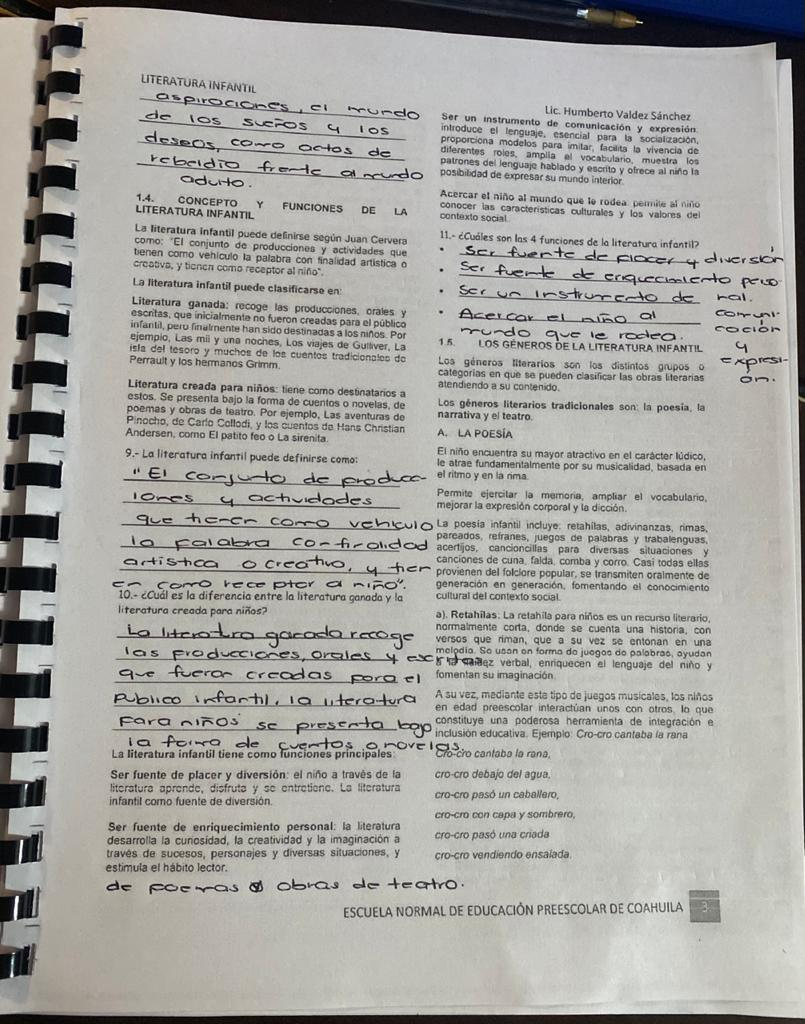 LITERATURA INFANTIL
aspiraciones, el mundo
de los sueños y los
deseos, como actos de
rebeldia frente al mundo
adulto.
1.4. CONCEPTO Y FUNCIONES DE LA
LITERATURA INFANTIL
La literatura infantil puede definirse según Juan Cervera
como: "El conjunto de producciones y actividades que
tienen como vehículo la palabra con finalidad artística o
creativa, y tienen como receptor al niño".
La literatura infantil puede clasificarse en:
Literatura ganada: recoge las producciones, orales y
escritas, que inicialmente no fueron creadas para el público
infantil, pero finalmente han sido destinadas a los niños. Por
ejemplo, Las mil y una noches, Los viajes de Gulliver, La
isla del tesoro y muchos de los cuentos tradicionales de
Perrault y los hermanos Grimm.
Literatura creada para niños: tiene como destinatarios a
estos. Se presenta bajo la forma de cuentos o novelas, de
poemas y obras de teatro. Por ejemplo, Las aventuras de
Pinocho, de Carlo Collodi, y los cuentos de Hans Christian
Andersen, como El patito feo o La sirenita.
9.- La literatura infantil puede definirse como:
"El conjunto de produc
iones y actividades
que tienen como vehiculo
la palabra con finalidad
artística o creativa, y tien
en como receptor al niño".
10.- ¿Cuál es la diferencia entre la literatura ganada y la
literatura creada para niños?
La literatura ganada recoge
las producciones, orales y escritas
que fueron creadas para el
Publico infantil, la literatura
para niños se presenta bajo
la forma de cuentos o novelas
La literatura infantil tiene como funciones principales:
Ser fuente de placer y diversión: el niño a través de la
literatura aprende, disfruta y se entretiene. La literatura
infantil como fuente de diversión.
Ser fuente de enriquecimiento personal: la literatura
desarrolla la curiosidad, la creatividad y la imaginación a
través de sucesos, personajes y diversas situaciones, y
estimula el hábito lector.
de poemas o obras de teatro.
Lic. Humberto Valdez Sánchez
Ser un instrumento de comunicación y expresión:
introduce el lenguaje, esencial para la socialización,
proporciona modelos para imitar, facilita la vivencia de
diferentes roles, amplia el vocabulario, muestra los
patrones del lenguaje hablado y escrito y ofrece al niño la
posibilidad de expresar su mundo interior.
Acercar el niño al mundo que le rodea: permite al niño
conocer las características culturales y los valores del
contexto social.
11.- ¿Cuáles son las 4 funciones de la literatura infantil?
• Ser fuente de placer y diversión
• Ser fuente de enriquecimiento perso
nal.
• Ser un instrumento de comuni
cación y expresi-
on.
• Acercar el niño al
mundo que le rodea.
1.5. LOS GÉNEROS DE LA LITERATURA INFANTIL
Los géneros literarios son los distintos grupos o
categorías en que se pueden clasificar las obras literarias
atendiendo a su contenido.
Los géneros literarios tradicionales son: la poesía, la
narrativa y el teatro.
A. LA POESÍA
El niño encuentra su mayor atractivo en el carácter lúdico,
le atrae fundamentalmente por su musicalidad, basada en
el ritmo y en la rima.
Permite ejercitar la memoria, ampliar el vocabulario,
mejorar la expresión corporal y la dicción.
La poesía infantil incluye: retahílas, adivinanzas, rimas,
pareados, refranes, juegos de palabras y trabalenguas,
acertijos, cancioncillas para diversas situaciones y
canciones de cuna, falda, comba y corro. Casi todas ellas
provienen del folclore popular, se transmiten oralmente de
generación en generación, fomentando el conocimiento
cultural del contexto social.
a). Retahílas: La retahíla para niños es un recurso literario,
normalmente corta, donde se cuenta una historia, con
versos que riman, que a su vez se entonan en una
melodía. Se usan en forma de juegos de palabras, ayudan
verbal, enriquecen el lenguaje del niño y
fomentan su imaginación.
A su vez, mediante este tipo de juegos musicales, los niños
en edad preescolar interactúan unos con otros, lo que
constituye una poderosa herramienta de integración e
inclusión educativa. Ejemplo: Cro-cro cantaba la rana
Cro-cro cantaba la rana,
cro-cro debajo del agua,
cro-cro pasó un caballero,
cro-cro con capa y sombrero,
cro-cro pasó una criada
cro-cro vendiendo ensalada.
ESCUELA NORMAL DE EDUCACIÓN PREESCOLAR DE COAHUILA 3